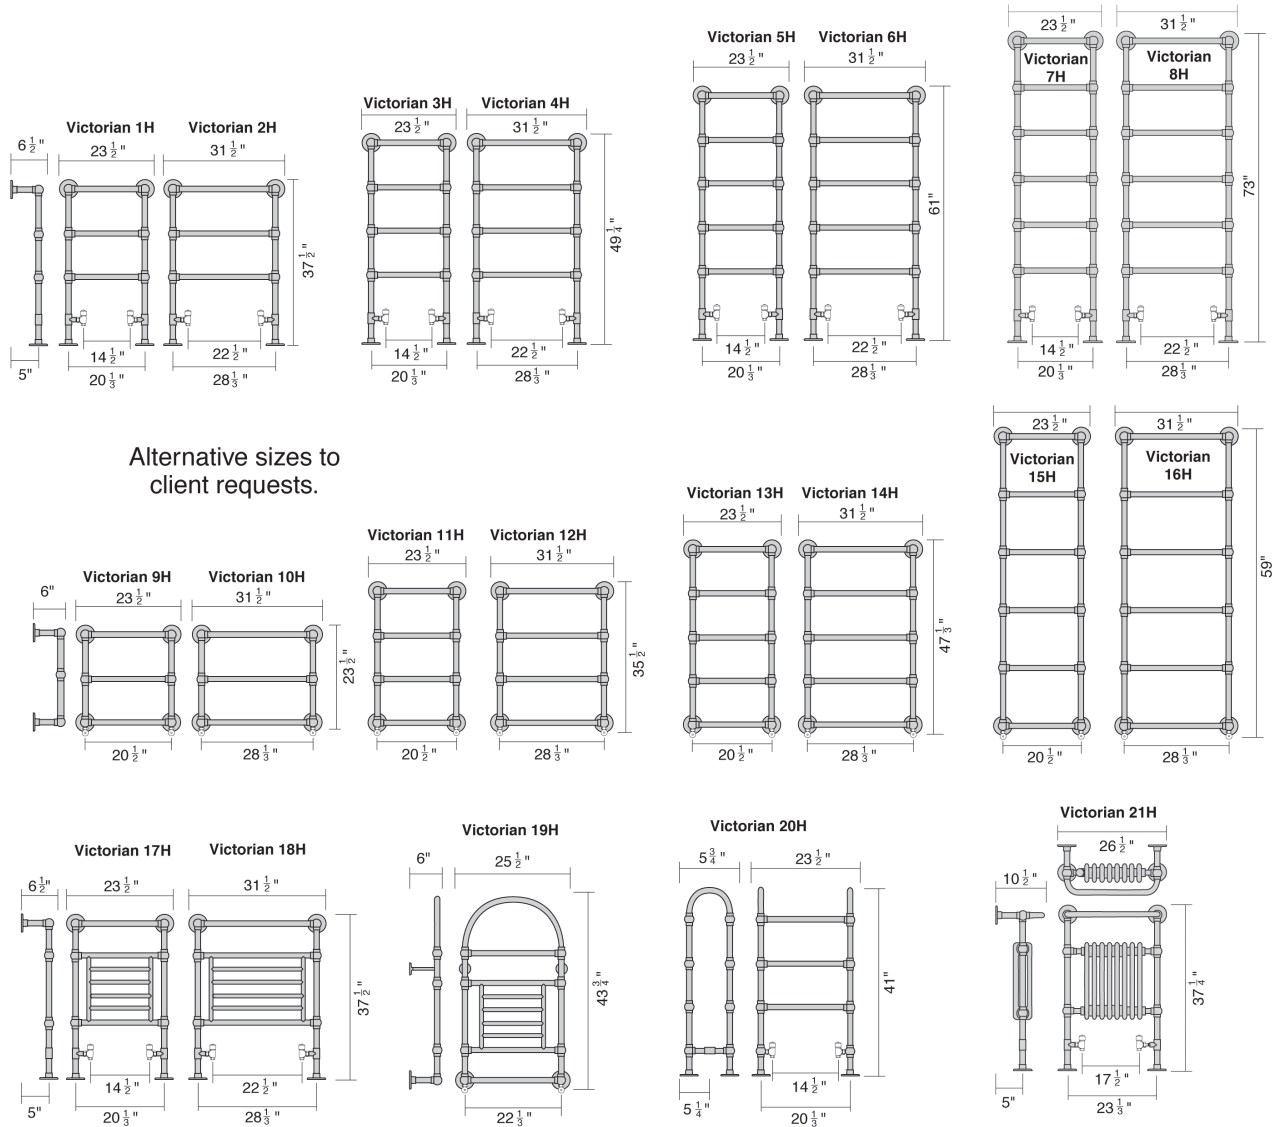 Victorian 1H
6 1/2"
23 1/2"
14 1/2"
20 1/3"
5"
Victorian 2H
31 1/2"
37 1/2"
22 1/2"
28 1/3"
Victorian 3H
23 1/2"
14 1/2"
20 1/3"
Victorian 4H
31 1/2"
49 1/4"
22 1/2"
28 1/3"
Victorian 5H
23 1/2"
14 1/2"
20 1/3"
Victorian 6H
31 1/2"
61"
22 1/2"
28 1/3"
23 1/2"
Victorian
7H
14 1/2"
20 1/3"
31 1/2"
Victorian
8H
73"
22 1/2"
28 1/3"
Alternative sizes to
client requests.
Victorian 9H
6"
23 1/2"
20 1/2"
Victorian 10H
31 1/2"
23 1/2"
28 1/3"
Victorian 11H
23 1/2"
20 1/2"
Victorian 12H
31 1/2"
35 1/2"
28 1/3"
Victorian 13H
23 1/2"
20 1/2"
Victorian 14H
31 1/2"
47 1/3"
28 1/3"
23 1/2"
Victorian
15H
20 1/2"
31 1/2"
Victorian
16H
59"
28 1/3"
Victorian 17H
6 1/2"
23 1/2"
14 1/2"
20 1/3"
5"
Victorian 18H
31 1/2"
37 1/2"
22 1/2"
28 1/3"
Victorian 19H
6"
25 1/2"
43 3/4"
22 1/3"
Victorian 20H
5 3/4"
23 1/2"
41"
14 1/2"
5 1/4"
20 1/3"
Victorian 21H
26 1/2"
10 1/2"
37 1/4"
17 1/2"
5"
23 1/3"